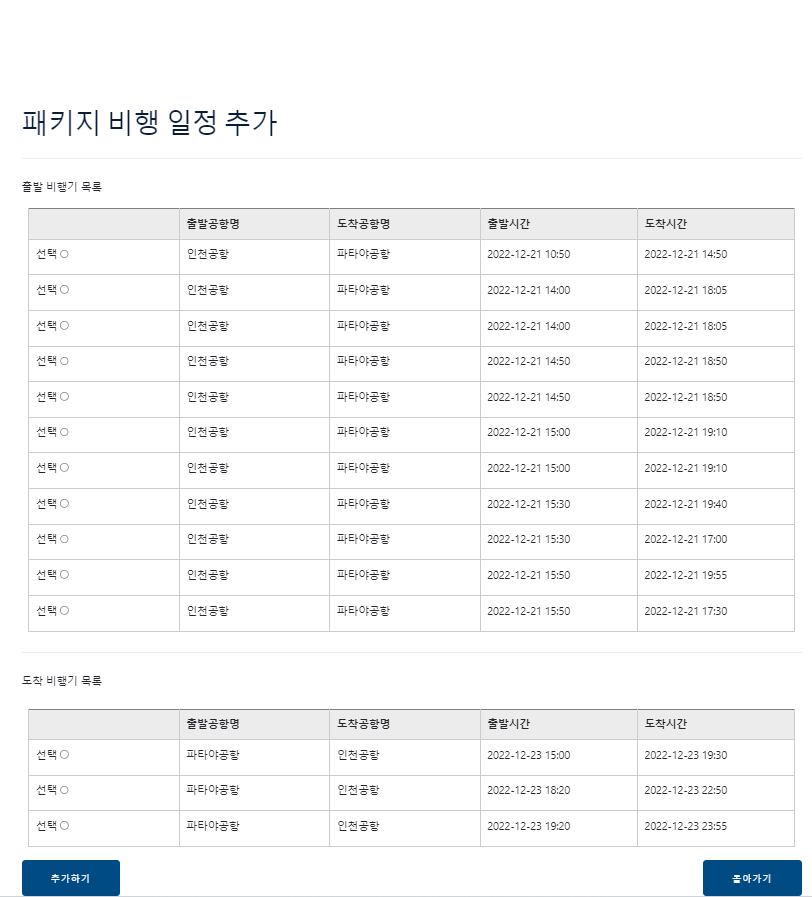 패키지 비행 일정 추가
출발 비행기 목록
출발공항명 도착공항명 출발시간 도착시간
선택 인천공항 파타야공항 2022-12-21 10:50 2022-12-21 14:50
선택 인천공항 파타야공항 2022-12-21 14:00 2022-12-21 18:05
선택 인천공항 파타야공항 2022-12-21 14:00 2022-12-21 18:05
선택 인천공항 파타야공항 2022-12-21 14:50 2022-12-21 18:50
선택 인천공항 파타야공항 2022-12-21 14:50 2022-12-21 18:50
선택 인천공항 파타야공항 2022-12-21 15:00 2022-12-21 19:10
선택 인천공항 파타야공항 2022-12-21 15:00 2022-12-21 19:10
선택 인천공항 파타야공항 2022-12-21 15:30 2022-12-21 19:40
선택 인천공항 파타야공항 2022-12-21 15:30 2022-12-21 17:00
선택 인천공항 파타야공항 2022-12-21 15:50 2022-12-21 19:55
선택 인천공항 파타야공항 2022-12-21 15:50 2022-12-21 17:30
도착 비행기 목록
출발공항명 도착공항명 출발시간 도착시간
선택 파타야공항 인천공항 2022-12-23 15:00 2022-12-23 19:30
선택 파타야공항 인천공항 2022-12-23 18:20 2022-12-23 22:50
선택 파타야공항 인천공항 2022-12-23 19:20 2022-12-23 23:55
추가하기 돌아가기